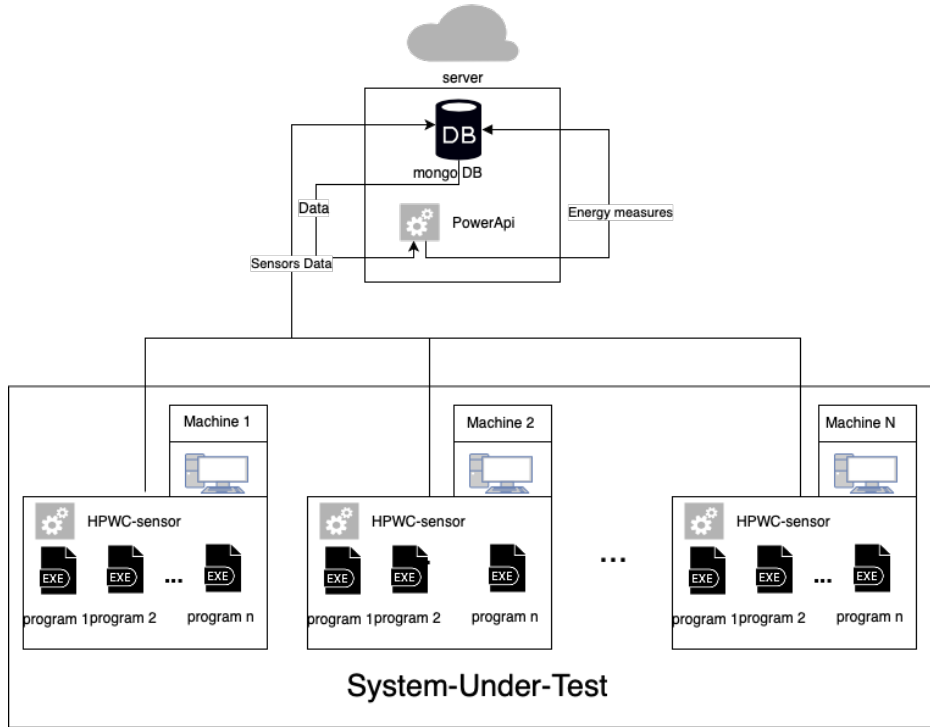 server
DB
mongo DB
Data
Energy measures
PowerApi
Sensors Data
Machine 1
Machine 2
Machine N
HPWC-sensor
HPWC-sensor
HPWC-sensor
EXE
EXE
...
EXE
EXE
EXE
EXE
...
EXE
EXE
...
EXE
program 1
program 2
program n
program 1
program 2
program n
program 1
program 2
program n
System-Under-Test